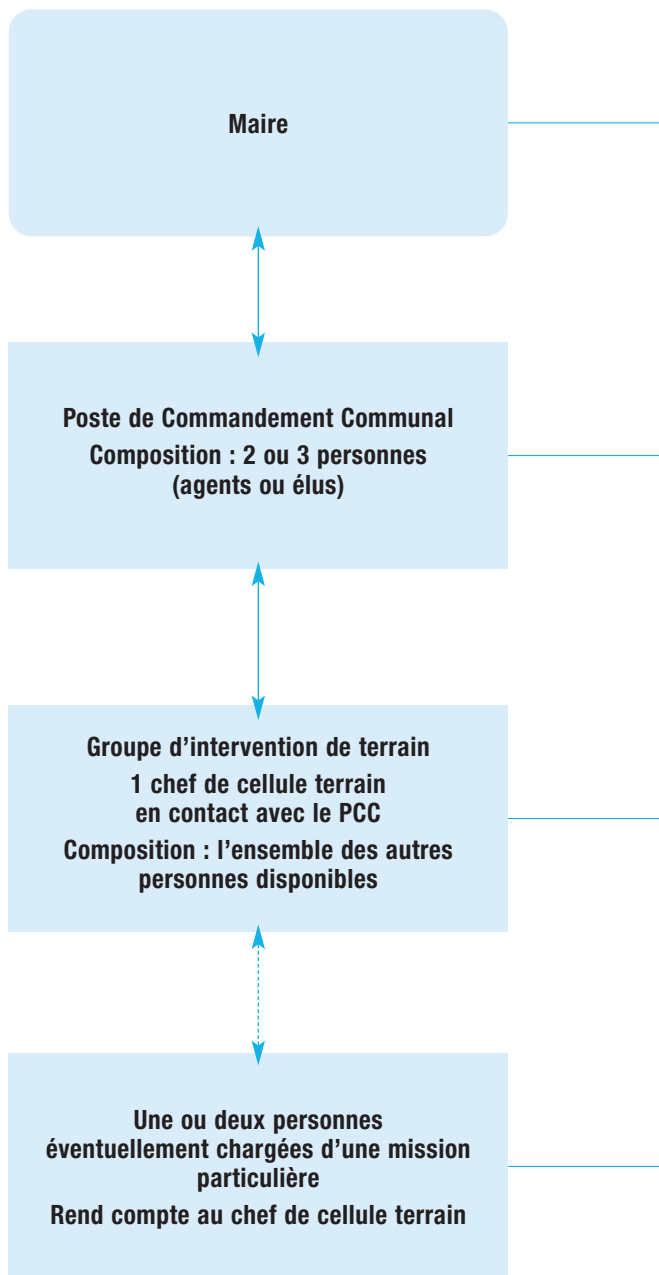 Maire
Poste de Commandement Communal
Composition : 2 ou 3 personnes
(agents ou élus)
Groupe d’intervention de terrain
1 chef de cellule terrain
en contact avec le PCC
Composition : l’ensemble des autres
personnes disponibles
Une ou deux personnes
éventuellement chargées d’une mission
particulière
Rend compte au chef de cellule terrain